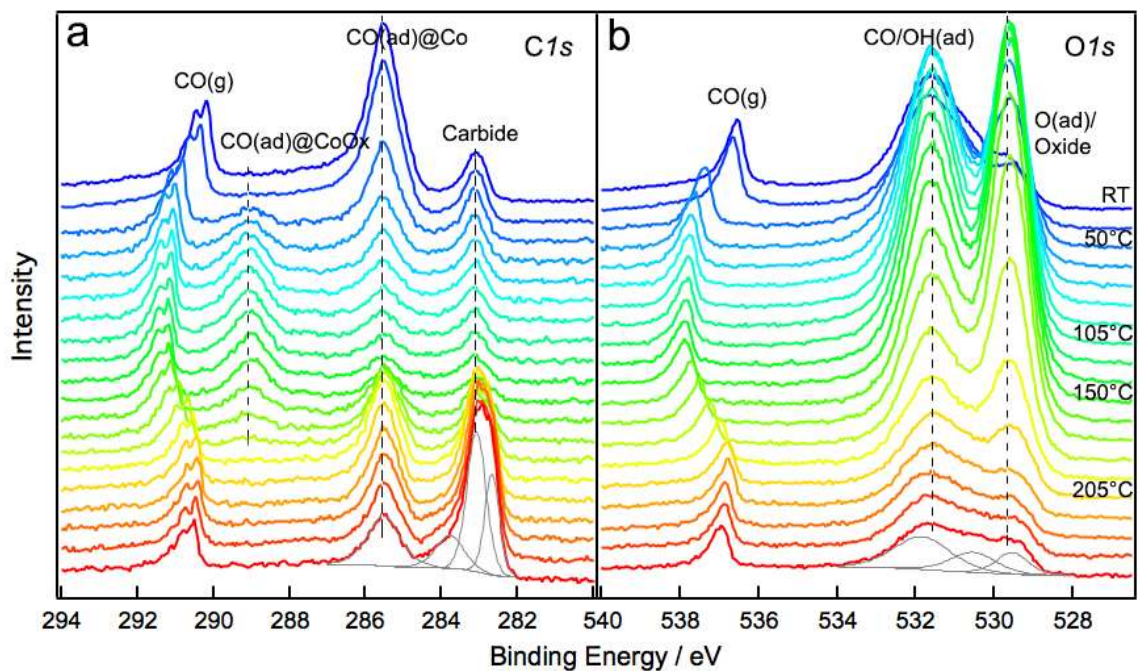 a
CO(ad)@Co
C1s
CO(g)
CO(ad)@CoOx
Carbide
b
CO/OH(ad)
O1s
CO(g)
O(ad)/
Oxide
RT
50°C
105°C
150°C
205°C
Intensity
294 292 290 288 286 284 282 280
540 538 536 534 532 530 528
Binding Energy / eV